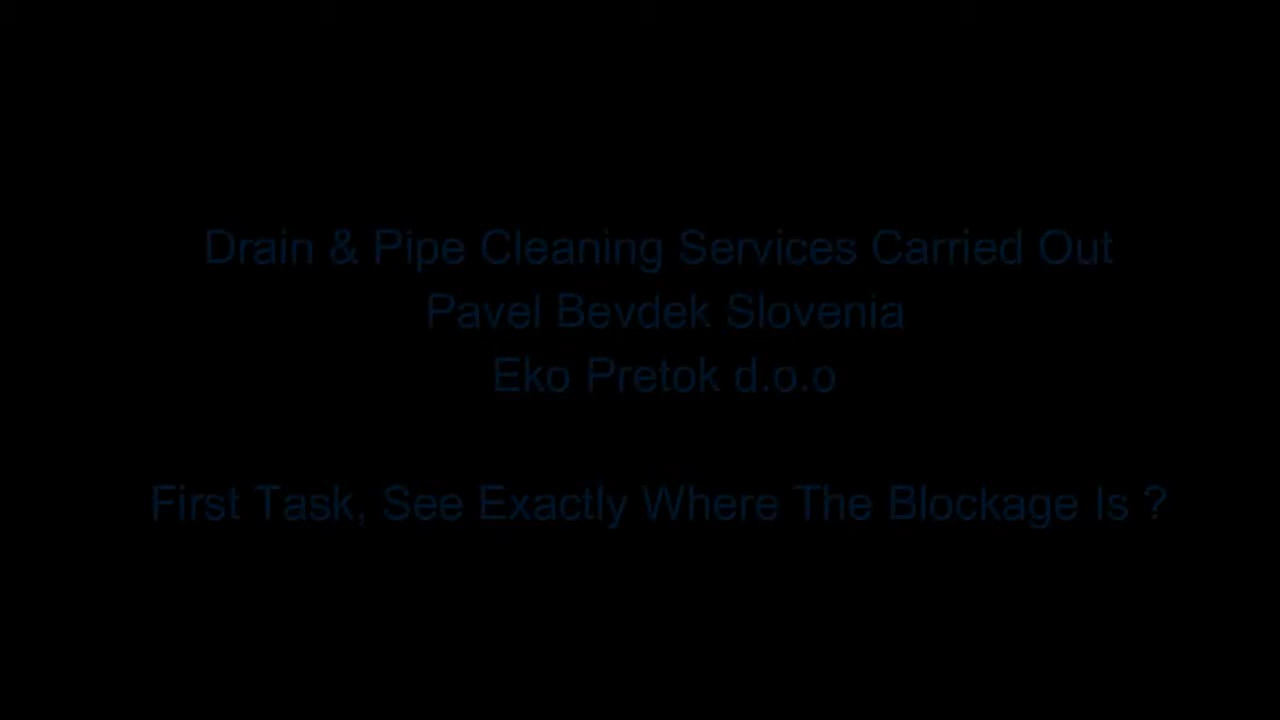 Drain & Pipe Cleaning Services Carried Out
Pavel Bevdek Slovenia
Eko Pretok d.o.o
First Task, See Exactly Where The Blockage Is ?